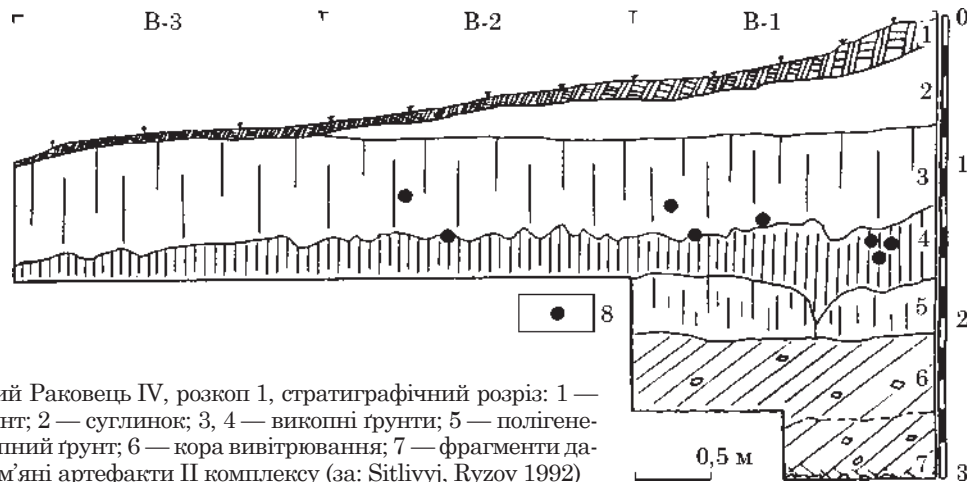 В-3 В-2 В-1
0
1
2
3
1
2
3
4
5
6
7
8
0,5 м
ий Раковець IV, розкоп 1, стратиграфічний розріз: 1 —
нт; 2 — суглинок; 3, 4 — викопні ґрунти; 5 — поліге-
пний ґрунт; 6 — кора вивітрювання; 7 — фрагменти да-
м’яні артефакти II комплексу (за: Sitlivyj, Ryzov 1992)